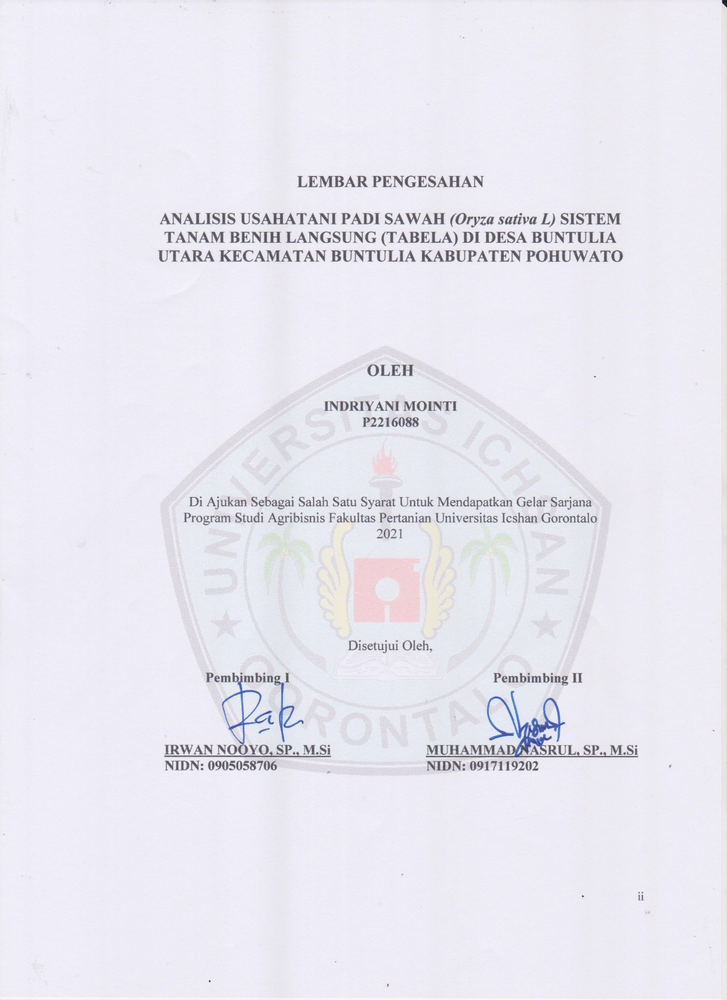 LEMBAR PENGESAHAN
ANALISIS USAHATANI PADI SAWAH (Oryza sativa L) SISTEM
TANAM BENIH LANGSUNG (TABELA) DI DESA BUNTULIA
UTARA KECAMATAN BUNTULIA KABUPATEN POHUWATO
OLEH
INDRIYANI MOINTI
P2216088
UNIVERSITAS ICHSAN
Di Ajukan Sebagai Salah Satu Syarat Untuk Mendapatkan Gelar Sarjana
Program Studi Agribisnis Fakultas Pertanian Universitas Icshan Gorontalo
2021
Disetujui Oleh,
Pembimbing I Pembimbing II
GORONTALO
IRWAN NOOYO, SP., M.Si MUHAMMAD NASRUL, SP., M.Si
NIDN: 0905058706 NIDN: 0917119202
ii